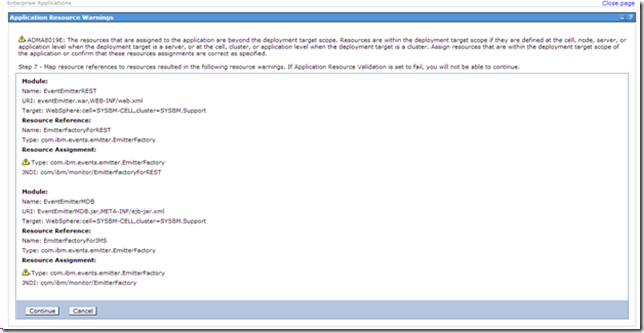 Enterprise Applications
Close page
Application Resource Warnings
ADMA8019E: The resources that are assigned to the application are beyond the deployment target scope. Resources are within the deployment target scope if they are defined at the cell, node, server, or
application level when the deployment target is a server, or at the cell, cluster, or application level when the deployment target is a cluster. Assign resources that are within the deployment target scope of
the application or confirm that these resources assignments are correct as specified.
Step 7 - Map resource references to resources resulted in the following resource warnings. If Application Resource Validation is set to fail, you will not be able to continue.
Module:
Name: EventEmitterREST
URI: eventEmitter.war,WEB-INF/web.xml
Target: WebSphere:cell=SYSBM-CELL,cluster=SYSBM.Support
Resource Reference:
Name: EmitterFactoryForREST
Type: com.ibm.events.emitter.EmitterFactory
Resource Assignment:
Type: com.ibm.events.emitter.EmitterFactory
JNDI: com/ibm/monitor/EmitterFactoryForREST
Module:
Name: EventEmitterMDB
URI: EventEmitterMDB.jar,META-INF/ejb-jar.xml
Target: WebSphere:cell=SYSBM-CELL,cluster=SYSBM.Support
Resource Reference:
Name: EmitterFactoryForJMS
Type: com.ibm.events.emitter.EmitterFactory
Resource Assignment:
Type: com.ibm.events.emitter.EmitterFactory
JNDI: com/ibm/monitor/EmitterFactory
Continue Cancel